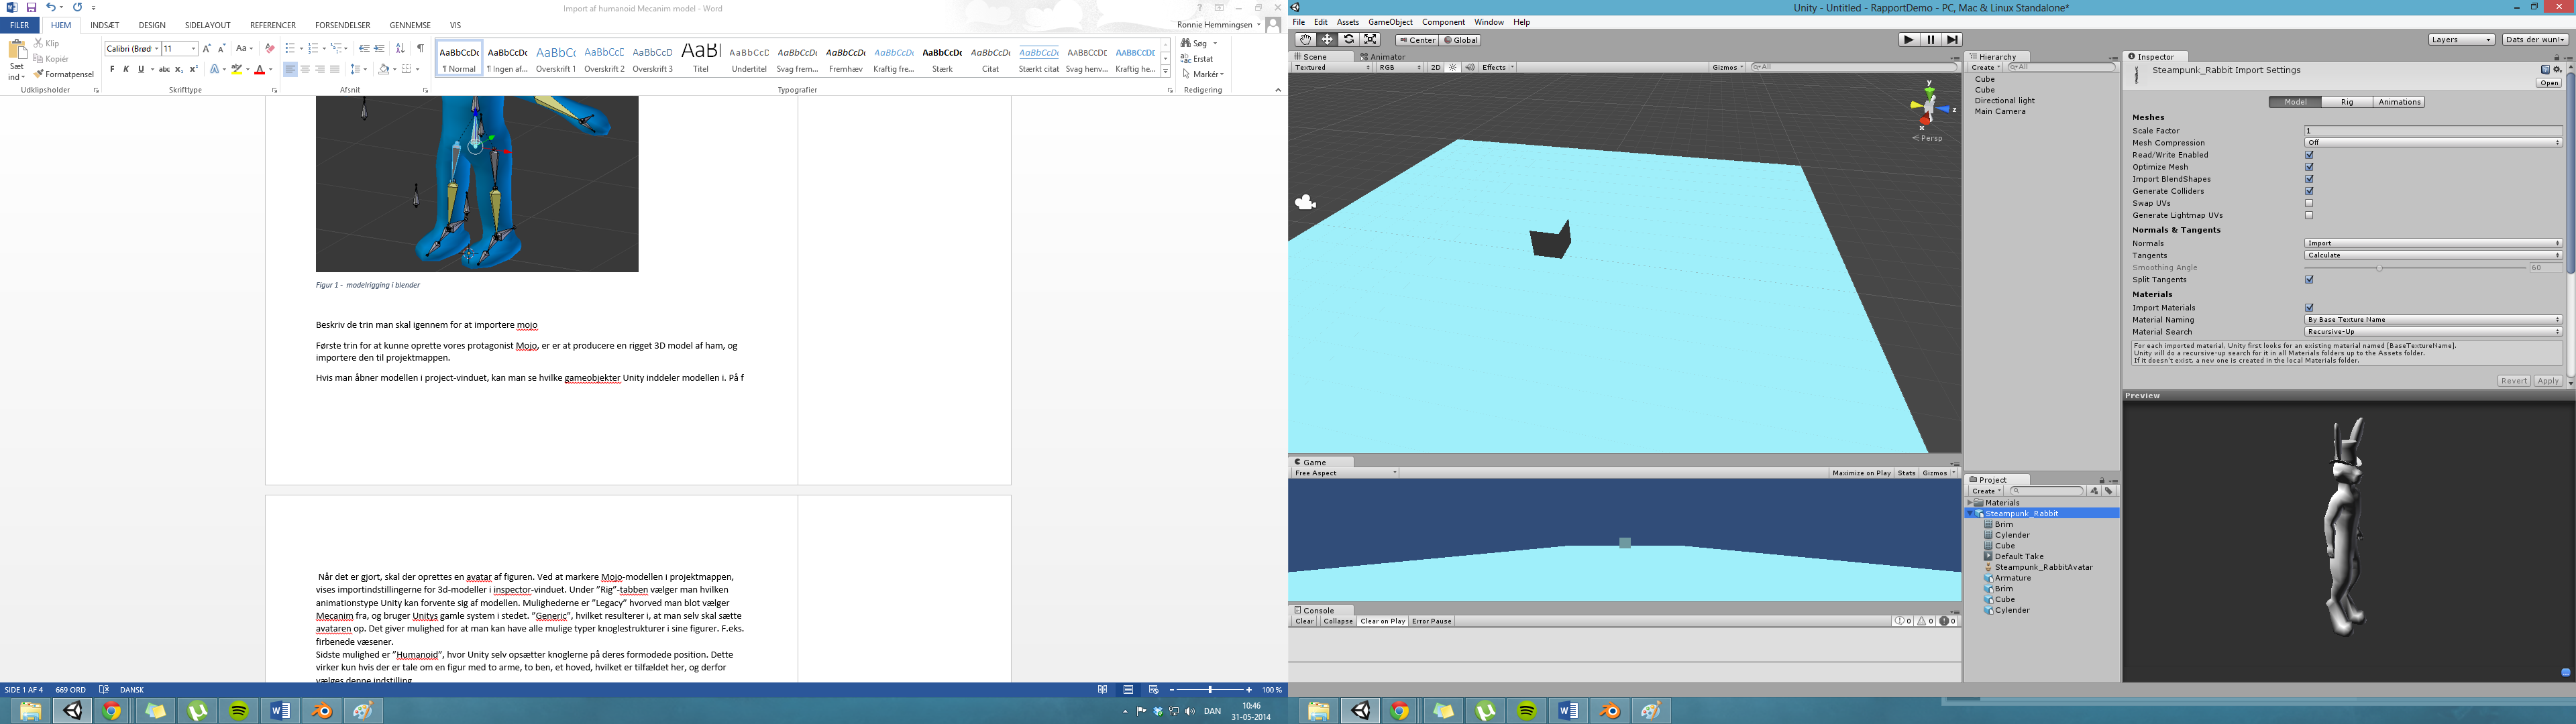 Import af humanoid Mecanim model - Word
FILER HJEM INDSÆT DESIGN SIDELAYOUT REFERENCER FORSENDELSER GENNEMSE VIS
Ronnie Hemmingsen
Sæt ind
Klip
Kopiér
Formatpensel
Calibri (Brød 11
AaBbCcDc ¶ Normal
AaBbCcDc ¶ Ingen af...
AaBbCc Overskrift 1
AaBbCcD Overskrift 2
AaBbCcD Overskrift 3
AaBl Titel
AaBbCcD Undertitel
AaBbCcDc Svag frem...
AaBbCcDc Fremhæv
AaBbCcDc Kraftig fre...
AaBbCcDc Stærk
AaBbCcDc Citat
AaBbCcDc Stærkt citat
AaBbCcDc Svag henv...
AaBbCcDc Kraftig he...
Søg
Erstat
Markér
Udklipsholder Skrifttype Afsnit Typografier Redigering
Figur 1 - modelrigging i blender
Beskriv de trin man skal igennem for at importere mojo
Første trin for at kunne oprette vores protagonist Mojo, er er at producere en rigget 3D model af ham, og
importere den til projektmappen.
Hvis man åbner modellen i project-vinduet, kan man se hvilke gameobjekter Unity inddeler modellen i. På f
Når det er gjort, skal der oprettes en avatar af figuren. Ved at markere Mojo-modellen i projektmappen,
vises importindstillingerne for 3d-modeller i inspector-vinduet. Under ”Rig”-tabben vælger man hvilken
animationstype Unity kan forvente sig af modellen. Mulighederne er ”Legacy” hvorved man blot vælger
Mecanim fra, og bruger Unitys gamle system i stedet. ”Generic”, hvilket resulterer i, at man selv skal sætte
avataren op. Det giver mulighed for at man kan have alle mulige typer knoglestrukturer i sine figurer. F.eks.
firbenede væsener.
Sidste mulighed er ”Humanoid”, hvor Unity selv opsætter knoglerne på deres formodede position. Dette
virker kun hvis der er tale om en figur med to arme, to ben, et hoved, hvilket er tilfældet her, og derfor
vælges denne indstilling
SIDE 1 AF 4 669 ORD DANSK
100 %
DAN
10:46
31-05-2014
Unity - Untitled - RapportDemo - PC, Mac & Linux Standalone*
File Edit Assets GameObject Component Window Help
Center Global
Layers
Dats der wun!
Scene Animator
Textured RGB 2D Effects Gizmos All
y
z
x
Persp
Game
Free Aspect Maximize on Play Stats Gizmos
Console
Clear Collapse Clear on Play Error Pause 0 0 0
Hierarchy
Create All
Cube
Cube
Directional light
Main Camera
Project
Create
Materials
Steampunk_Rabbit
Brim
Cylender
Cube
Default Take
Steampunk_RabbitAvatar
Armature
Brim
Cube
Cylender
Inspector
Steampunk_Rabbit Import Settings
Open
Model Rig Animations
Meshes
Scale Factor 1
Mesh Compression Off
Read/Write Enabled
Optimize Mesh
Import BlendShapes
Generate Colliders
Swap UVs
Generate Lightmap UVs
Normals & Tangents
Normals Import
Tangents Calculate
Smoothing Angle 60
Split Tangents
Materials
Import Materials
Material Naming By Base Texture Name
Material Search Recursive-Up
For each imported material, Unity first looks for an existing material named [BaseTextureName].
Unity will do a recursive-up search for it in all Materials folders up to the Assets folder.
If it doesn't exist, a new one is created in the local Materials folder.
Revert Apply
Preview